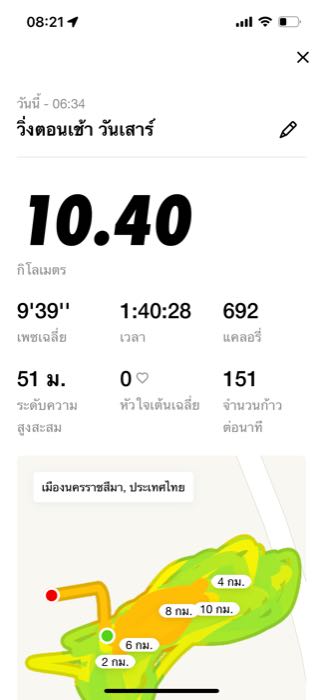 08:21
วันนี้ - 06:34
วิ่งตอนเช้า วันเสาร์
10.40
กิโลเมตร
9'39'' 1:40:28 692
เพซเฉลี่ย เวลา แคลอรี่
51 ม. 0 151
ระดับความสูงสะสม หัวใจเต้นเฉลี่ย จำนวนก้าวต่อนาที
เมืองนครราชสีมา, ประเทศไทย
4 กม.
8 กม. 10 กม.
6 กม.
2 กม.